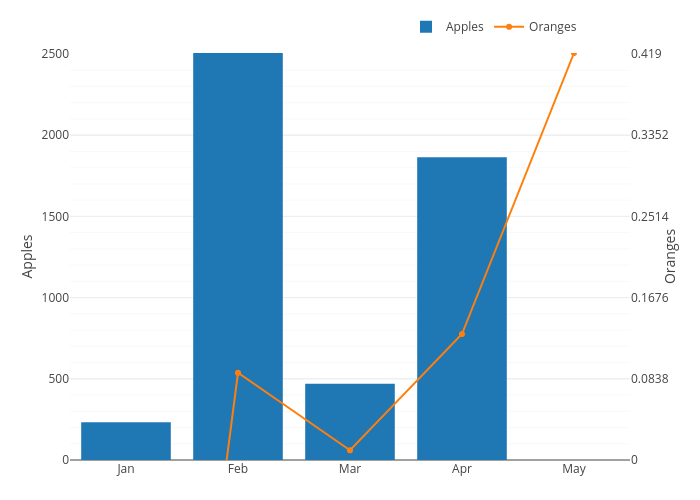 Apples Oranges
2500 0.419
2000 0.3352
1500 0.2514
Apples
Oranges
1000 0.1676
500 0.0838
0 0
Jan Feb Mar Apr May